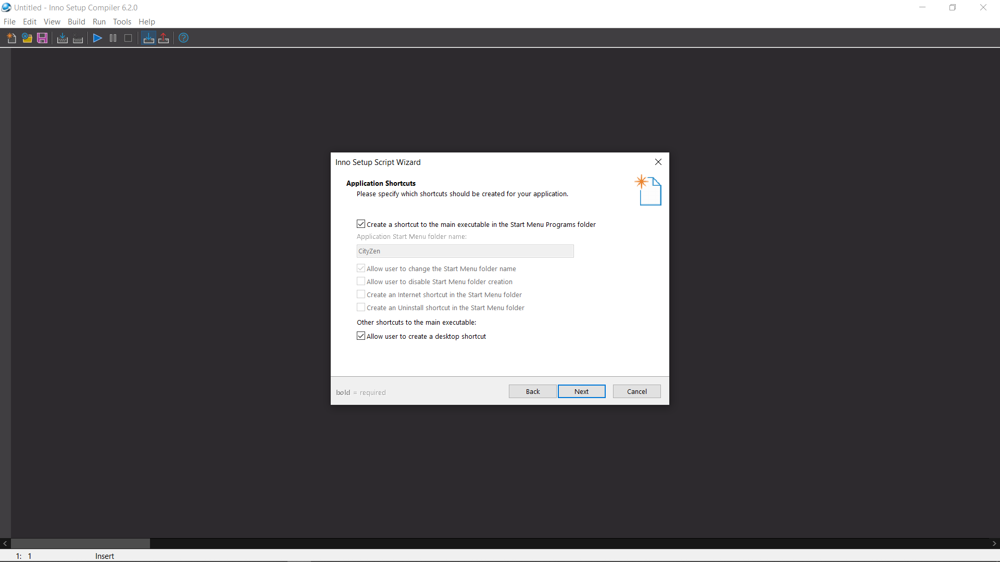 Untitled - Inno Setup Compiler 6.2.0
File Edit View Build Run Tools Help
Inno Setup Script Wizard
Application Shortcuts
Please specify which shortcuts should be created for your application.
Create a shortcut to the main executable in the Start Menu Programs folder
Application Start Menu folder name:
CityZen
Allow user to change the Start Menu folder name
Allow user to disable Start Menu folder creation
Create an Internet shortcut in the Start Menu folder
Create an Uninstall shortcut in the Start Menu folder
Other shortcuts to the main executable:
Allow user to create a desktop shortcut
bold = required
Back Next Cancel
1: 1 Insert